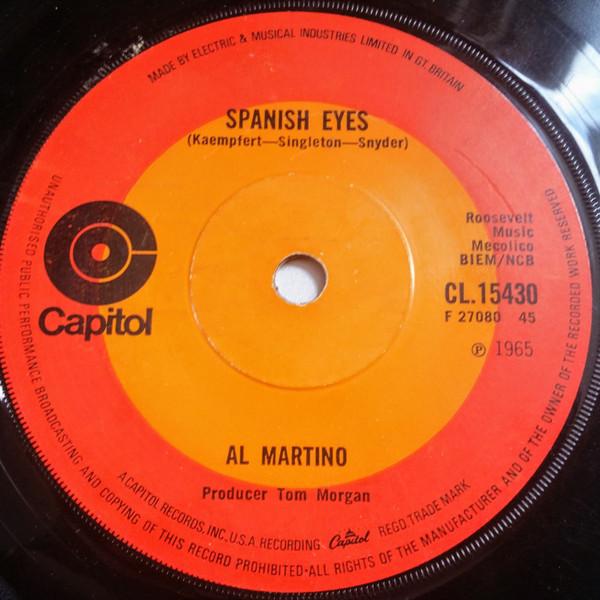 MADE BY ELECTRIC & MUSICAL INDUSTRIES LIMITED IN GT. BRITAIN
SPANISH EYES
(Kaempfert—Singleton—Snyder)
Capitol
Roosevelt
Music
Mecolico
BIEM/NCB
CL.15430
F 27080 45
℗ 1965
AL MARTINO
Producer Tom Morgan
A CAPITOL RECORDS, INC., U.S.A. RECORDING Capitol REGD. TRADE MARK
UNAUTHORISED PUBLIC PERFORMANCE BROADCASTING AND COPYING OF THIS RECORD PROHIBITED·ALL RIGHTS OF THE MANUFACTURER AND OF THE OWNER OF THE RECORDED WORK RESERVED